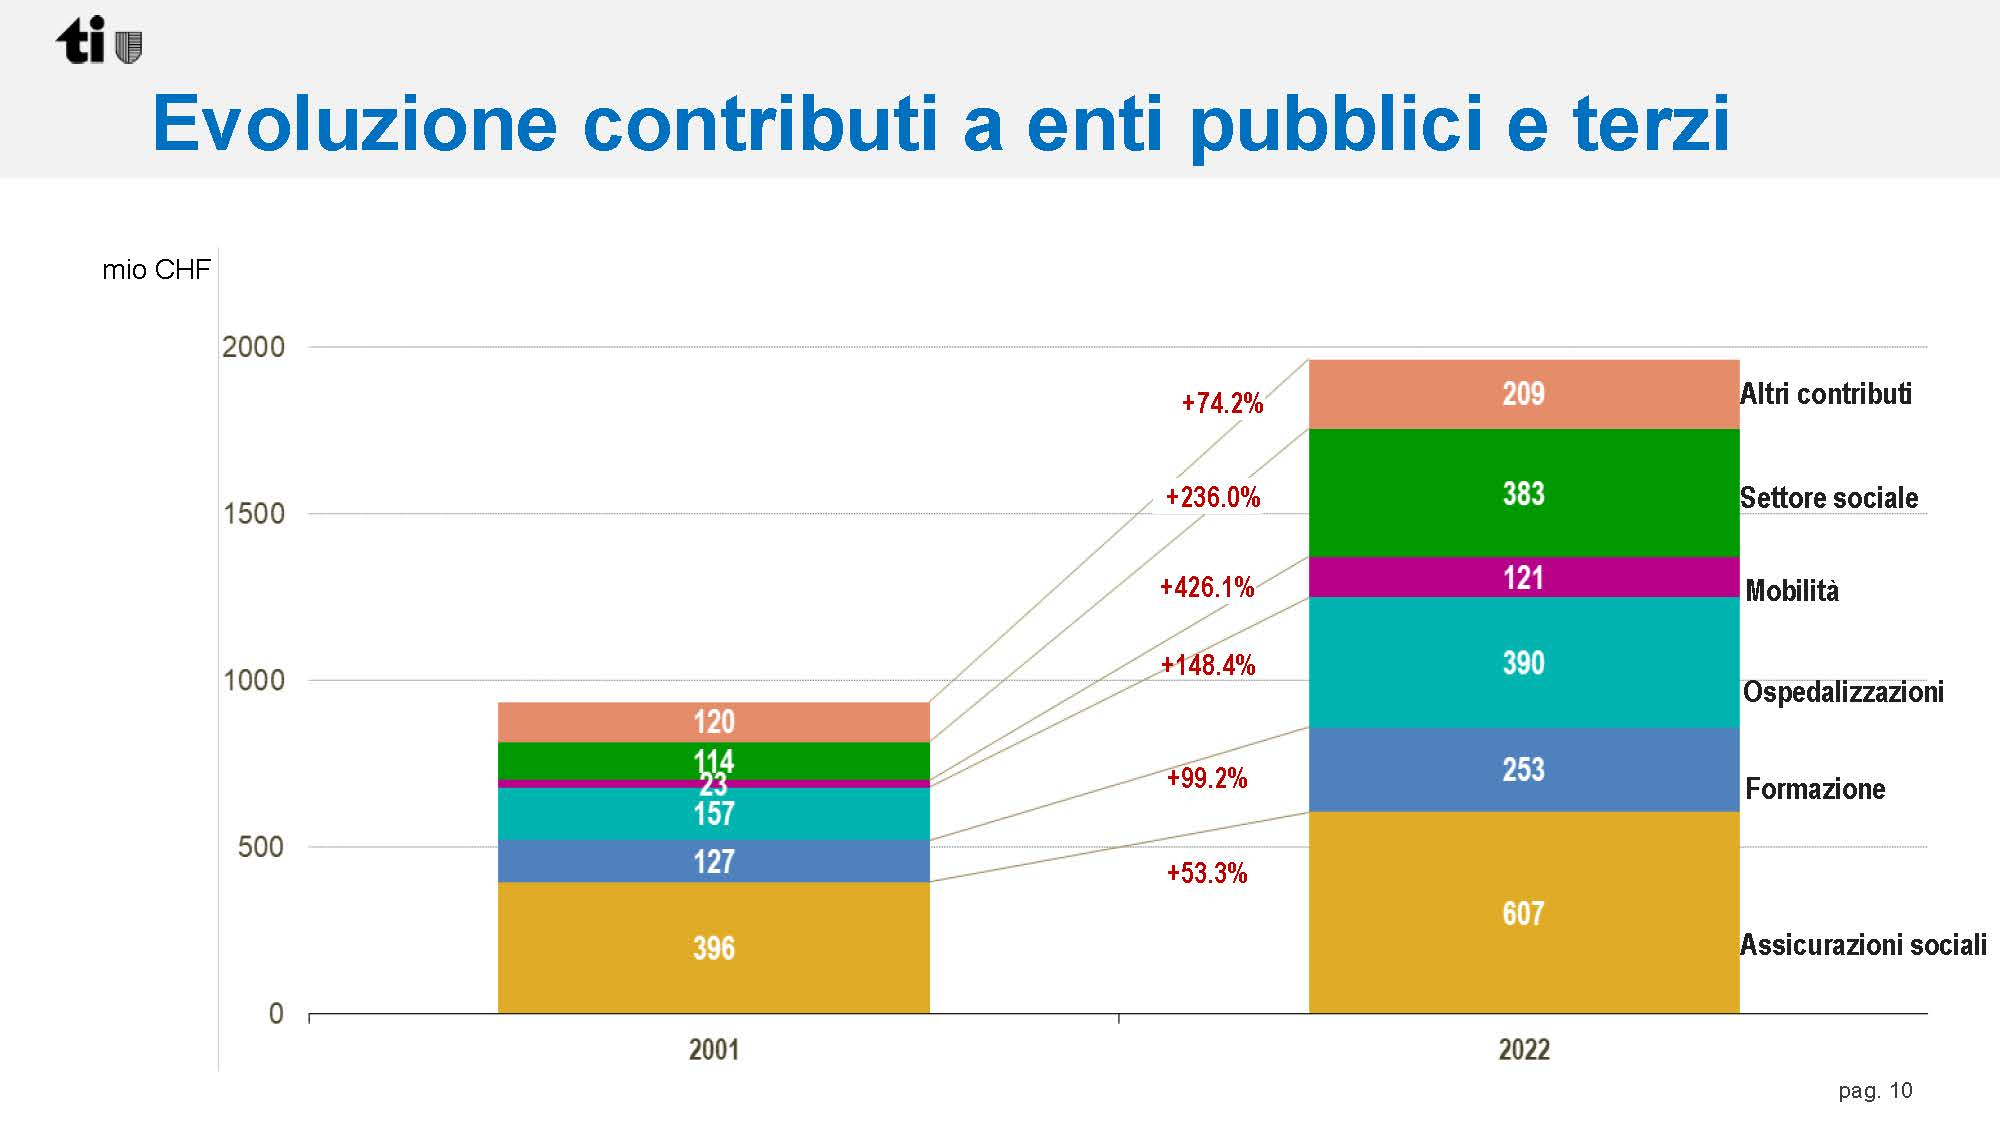 ti
Evoluzione contributi a enti pubblici e terzi
mio CHF
2000
1500
1000
500
0
120
114
23
157
127
396
+74.2%
+236.0%
+426.1%
+148.4%
+99.2%
+53.3%
209
383
121
390
253
607
Altri contributi
Settore sociale
Mobilità
Ospedalizzazioni
Formazione
Assicurazioni sociali
2001
2022
pag. 10